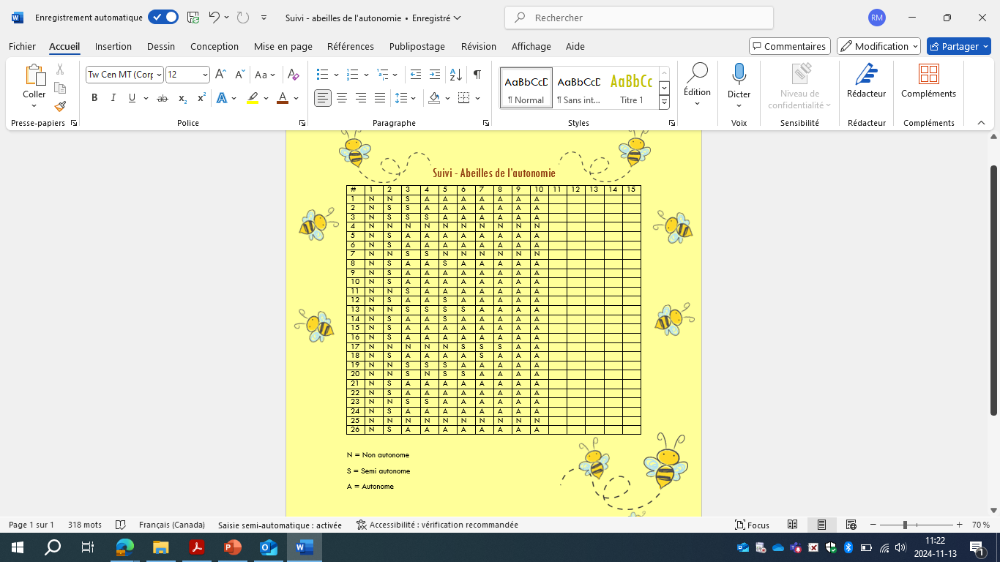 Enregistrement automatique
Suivi - abeilles de l'autonomie • Enregistré
Rechercher
RM
Fichier Accueil Insertion Dessin Conception Mise en page Références Publipostage Révision Affichage Aide
Commentaires Modification Partager
Coller
Tw Cen MT (Corp 12
Aa
AaBbCcD AaBbCcD AaBbCc
¶ Normal ¶ Sans int... Titre 1
Édition Dicter Niveau de confidentialité Rédacteur Compléments
Presse-papiers Police Paragraphe Styles Voix Sensibilité Rédacteur Compléments
Suivi - Abeilles de l'autonomie
# 1 2 3 4 5 6 7 8 9 10 11 12 13 14 15
1 N N S A A A A A A A
2 N S S A A A A A A A
3 N S S S A A A A A A
4 N N N N N N N N N N
5 N S A A A A A A A A
6 N S A A A A A A A A
7 N N S S N N N N N N
8 N S A A S A A A A A
9 N S A A A A A A A A
10 N S A A A A A A A A
11 N N S A A A A A A A
12 N S A A S A A A A A
13 N N S S S S A A A A
14 N S A A S A A A A A
15 N S A A A A A A A A
16 N S A A A A A A A A
17 N N N N N S S S A A
18 N S A A A A S A A A
19 N N S S S A A A A A
20 N N S N S S A A A A
21 N S A A A A A A A A
22 N S A A A A A A A A
23 N N S S A A A A A A
24 N S A A A A A A A A
25 N N N N N N N N N N
26 N S A A A A A A A A
N = Non autonome
S = Semi autonome
A = Autonome
Page 1 sur 1 318 mots Français (Canada) Saisie semi-automatique : activée Accessibilité : vérification recommandée Focus 70 %
11:22
2024-11-13
1